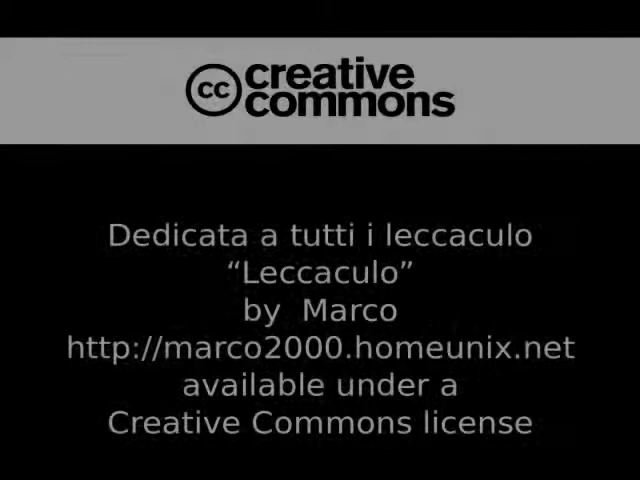 cc creative
commons
Dedicata a tutti i leccaculo
“Leccaculo”
by Marco
http://marco2000.homeunix.net
available under a
Creative Commons license